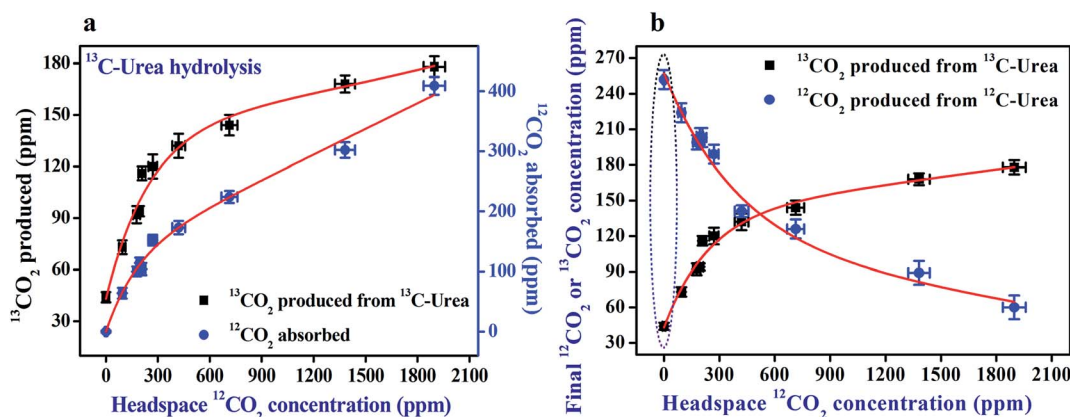 a
¹³C-Urea hydrolysis
¹³CO₂ produced (ppm)
180
150
120
90
60
30
¹²CO₂ absorbed (ppm)
400
300
200
100
0
¹³CO₂ produced from ¹³C-Urea
¹²CO₂ absorbed
0 300 600 900 1200 1500 1800 2100
Headspace ¹²CO₂ concentration (ppm)
b
Final ¹²CO₂ or ¹³CO₂ concentration (ppm)
270
240
210
180
150
120
90
60
30
¹³CO₂ produced from ¹³C-Urea
¹²CO₂ produced from ¹²C-Urea
0 300 600 900 1200 1500 1800 2100
Headspace ¹²CO₂ concentration (ppm)